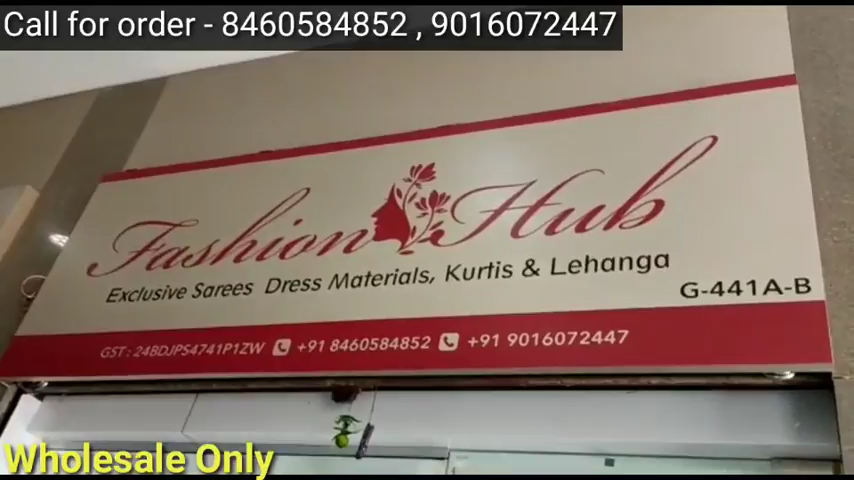 Call for order - 8460584852 , 9016072447
Fashion Hub
Exclusive Sarees Dress Materials, Kurtis & Lehanga
G-441A-B
GST : 24BDJPS4741P1ZW +91 8460584852 +91 9016072447
Wholesale Only